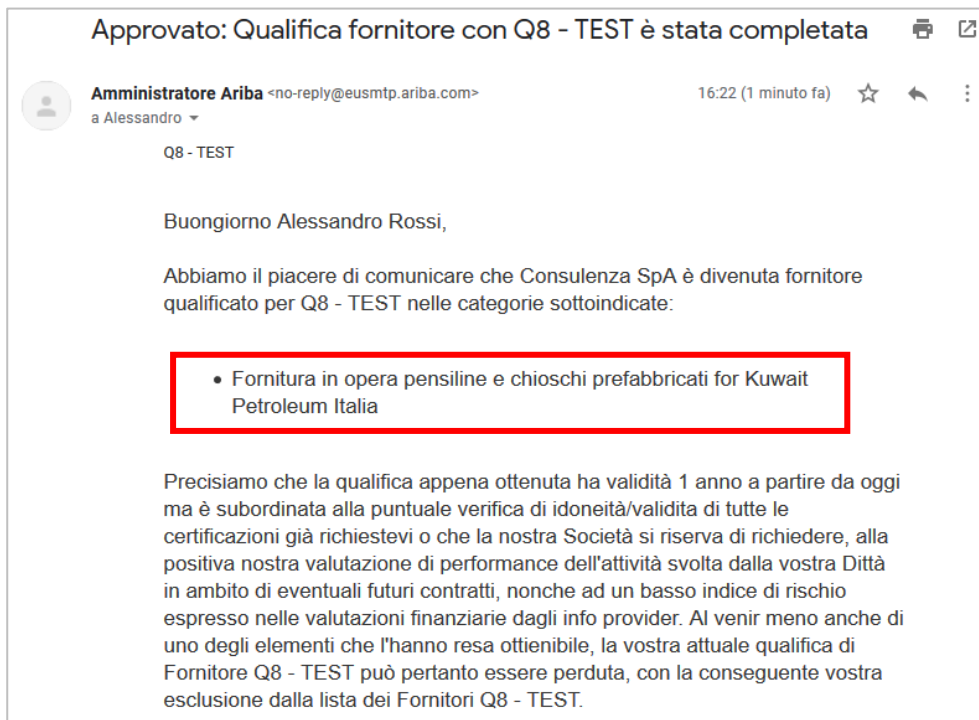 Approvato: Qualifica fornitore con Q8 - TEST è stata completata
Amministratore Ariba <no-reply@eusmtp.ariba.com> 16:22 (1 minuto fa)
a Alessandro
Q8 - TEST
Buongiorno Alessandro Rossi,
Abbiamo il piacere di comunicare che Consulenza SpA è divenuta fornitore
qualificato per Q8 - TEST nelle categorie sottoindicate:
• Fornitura in opera pensiline e chioschi prefabbricati for Kuwait
Petroleum Italia
Precisiamo che la qualifica appena ottenuta ha validità 1 anno a partire da oggi
ma è subordinata alla puntuale verifica di idoneità/validita di tutte le
certificazioni già richiestevi o che la nostra Società si riserva di richiedere, alla
positiva nostra valutazione di performance dell'attività svolta dalla vostra Dittà
in ambito di eventuali futuri contratti, nonche ad un basso indice di rischio
espresso nelle valutazioni finanziarie dagli info provider. Al venir meno anche di
uno degli elementi che l'hanno resa ottienibile, la vostra attuale qualifica di
Fornitore Q8 - TEST può pertanto essere perduta, con la conseguente vostra
esclusione dalla lista dei Fornitori Q8 - TEST.